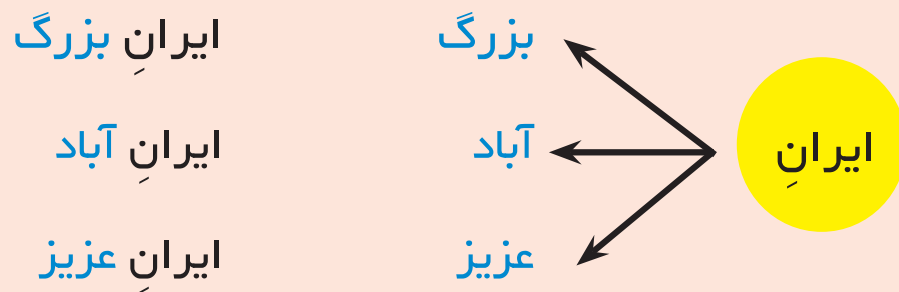 ایرانِ
بزرگ
ایرانِ بزرگ
آباد
ایرانِ آباد
عزیز
ایرانِ عزیز